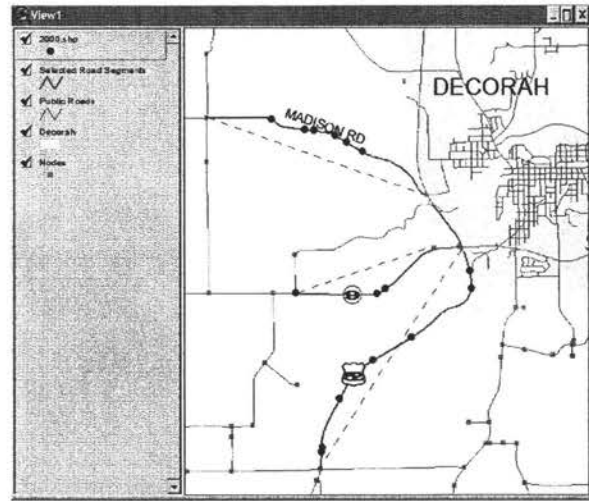 View1
2000.shp
Selected Road Segments
Public Roads
Decorah
Nodes
DECORAH
MADISON RD